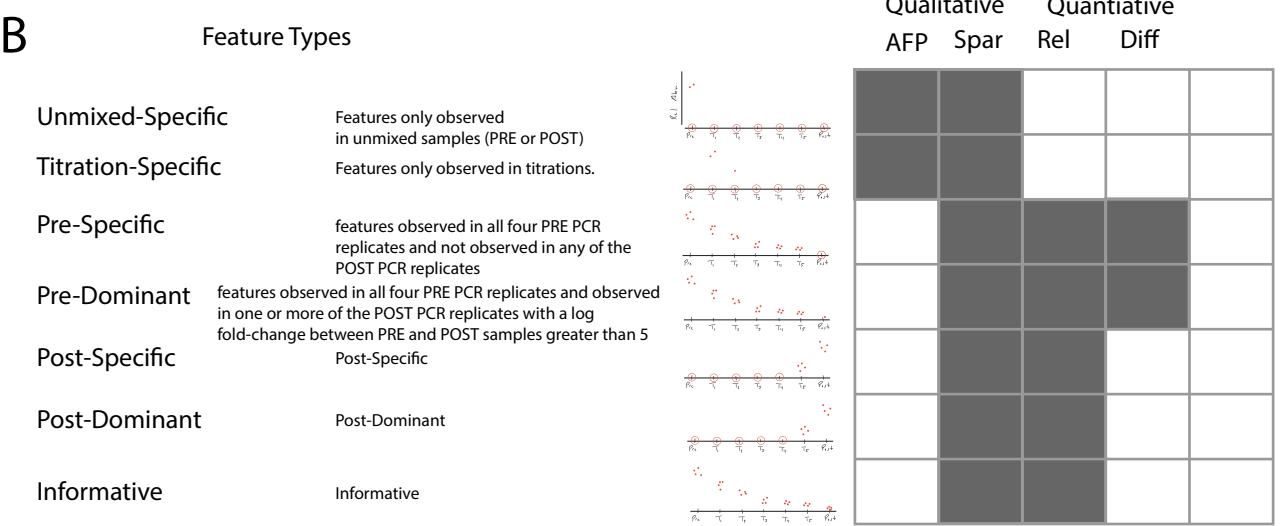 B
Feature Types
Qualitative Quantiative
AFP Spar Rel Diff
Unmixed-Specific
Features only observed
in unmixed samples (PRE or POST)
Titration-Specific
Features only observed in titrations.
Pre-Specific
features observed in all four PRE PCR
replicates and not observed in any of the
POST PCR replicates
Pre-Dominant
features observed in all four PRE PCR replicates and observed
in one or more of the POST PCR replicates with a log
fold-change between PRE and POST samples greater than 5
Post-Specific
Post-Specific
Post-Dominant
Post-Dominant
Informative
Informative